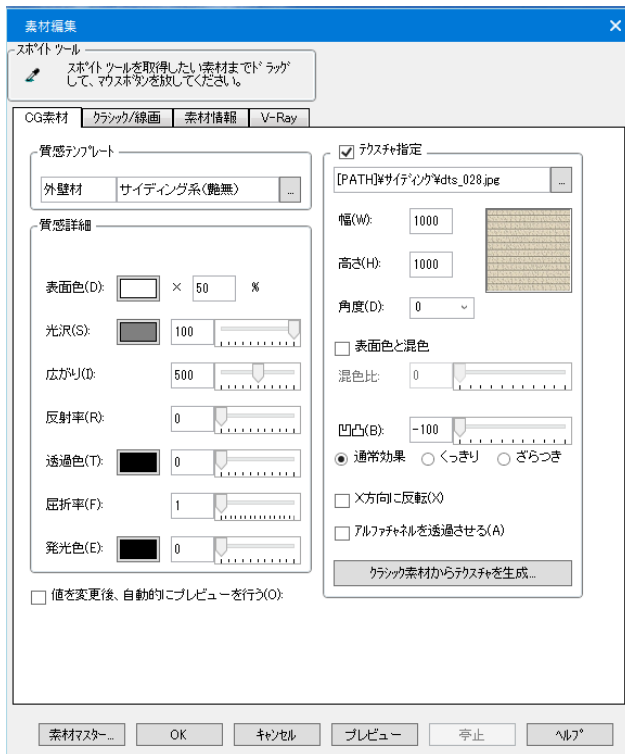 素材編集
スポイト ツール
スポイト ツールを取得したい素材までドラッグ
して、マウスボタンを放してください。
CG素材
クラシック/線画
素材情報
V-Ray
質感テンプレート
外壁材
サイディング系(艶無)
...
質感詳細
表面色(D):
× 50 %
光沢(S):
100
広がり(I):
500
反射率(R):
0
透過色(T):
0
屈折率(F):
1
発光色(E):
0
値を変更後、自動的にプレビューを行う(O):
テクスチャ指定
[PATH]¥サイディング¥dts_028.jpg
...
幅(W):
1000
高さ(H):
1000
角度(D):
0
表面色と混色
混色比:
0
凹凸(B):
-100
通常効果
くっきり
ざらつき
X方向に反転(X)
アルファチャネルを透過させる(A)
クラシック素材からテクスチャを生成...
素材マスター...
OK
キャンセル
プレビュー
停止
ヘルプ